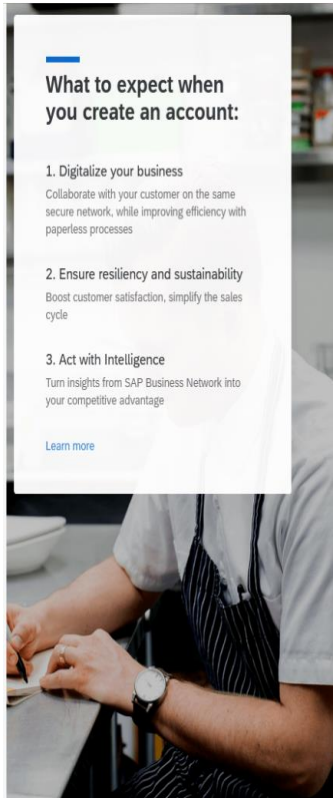 What to expect when
you create an account:
1. Digitalize your business
Collaborate with your customer on the same
secure network, while improving efficiency with
paperless processes
2. Ensure resiliency and sustainability
Boost customer satisfaction, simplify the sales
cycle
3. Act with Intelligence
Turn insights from SAP Business Network into
your competitive advantage
Learn more